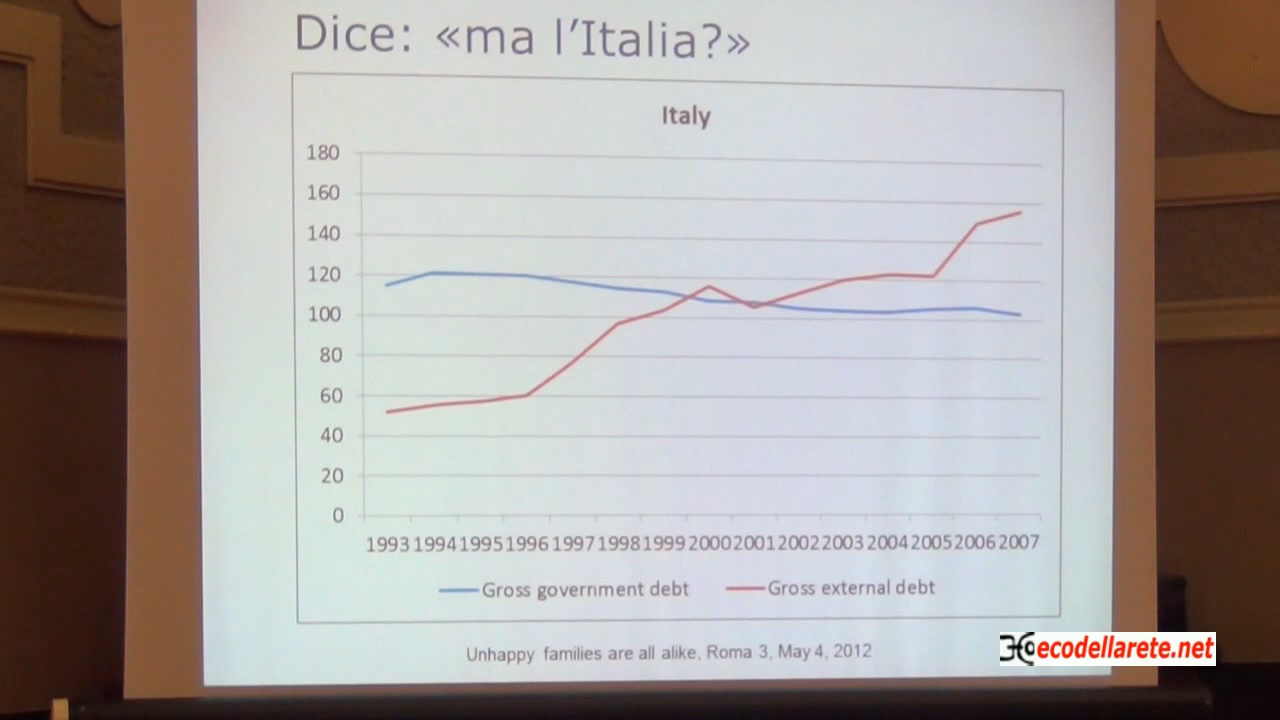 Dice: «ma l'Italia?»
Italy
180
160
140
120
100
80
60
40
20
0
1993 1994 1995 1996 1997 1998 1999 2000 2001 2002 2003 2004 2005 2006 2007
Gross government debt Gross external debt
Unhappy families are all alike, Roma 3, May 4, 2012
ecodellarete.net